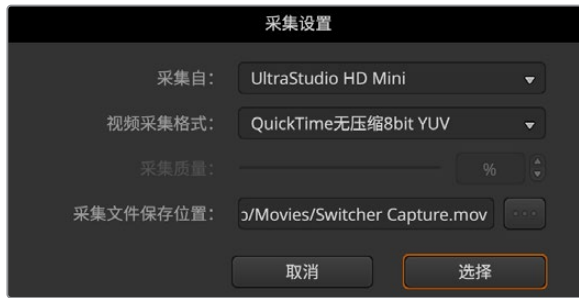 采集设置
采集自： UltraStudio HD Mini
视频采集格式： QuickTime无压缩8bit YUV
采集质量： %
采集文件保存位置： /Movies/Switcher Capture.mov
取消 选择